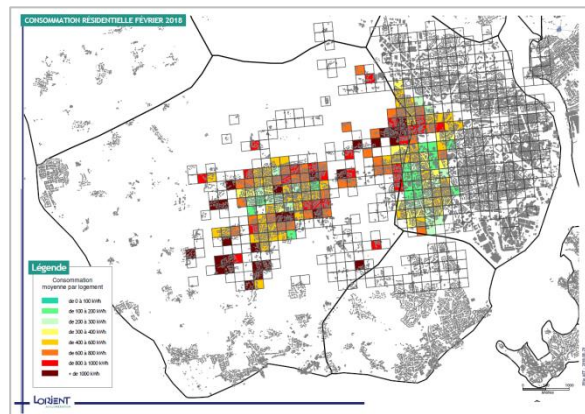 CONSOMMATION RÉSIDENTIELLE FÉVRIER 2018
Légende
Consommation
moyenne par logement
de 0 à 100 kWh
de 100 à 200 kWh
de 200 à 300 kWh
de 300 à 400 kWh
de 400 à 600 kWh
de 600 à 800 kWh
de 800 à 1000 kWh
+ de 1000 kWh
LORIENT